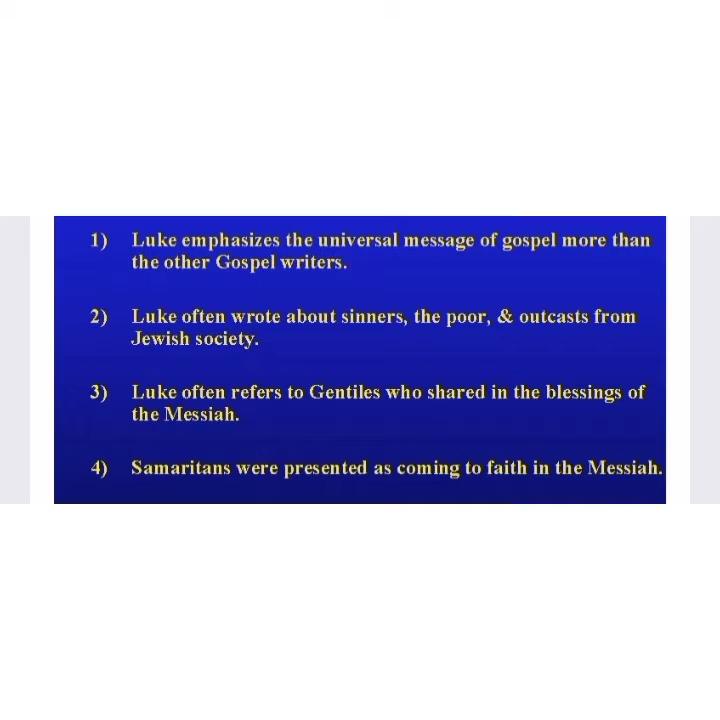 1) Luke emphasizes the universal message of gospel more than
the other Gospel writers.
2) Luke often wrote about sinners, the poor, & outcasts from
Jewish society.
3) Luke often refers to Gentiles who shared in the blessings of
the Messiah.
4) Samaritans were presented as coming to faith in the Messiah.